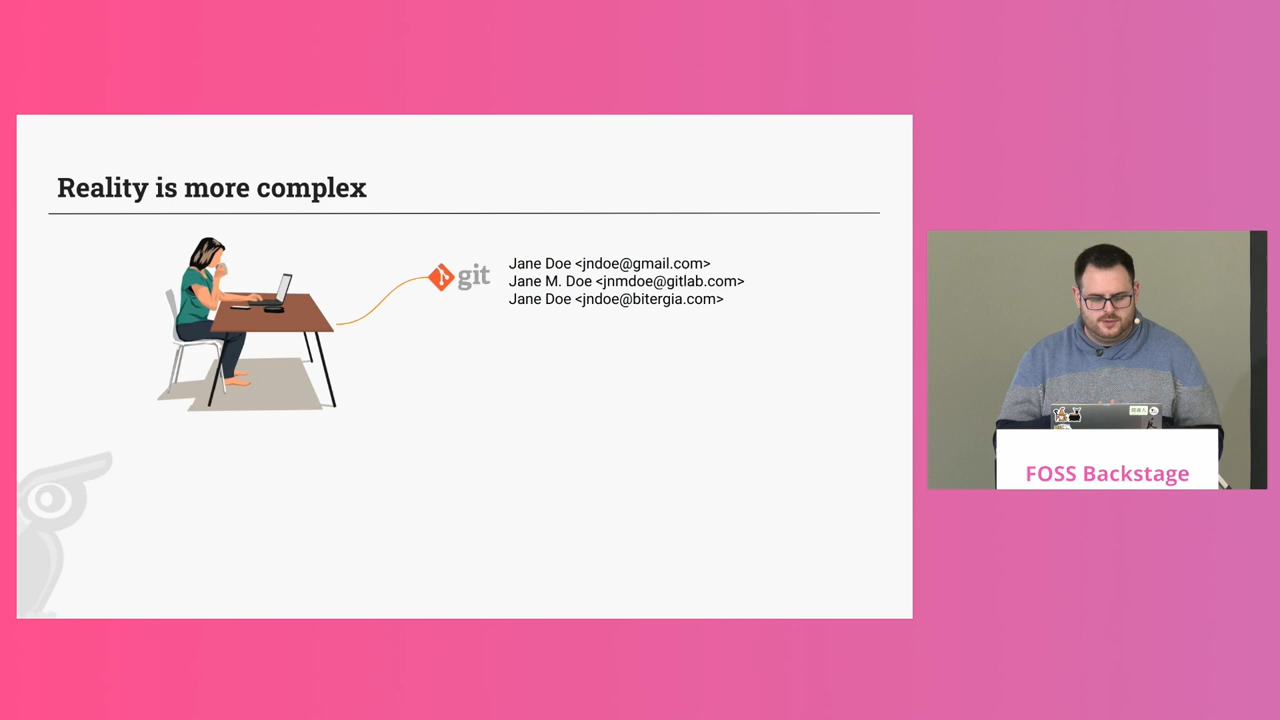 Reality is more complex
git
Jane Doe <jndoe@gmail.com>
Jane M. Doe <jnmdoe@gitlab.com>
Jane Doe <jndoe@bitergia.com>
FOSS Backstage